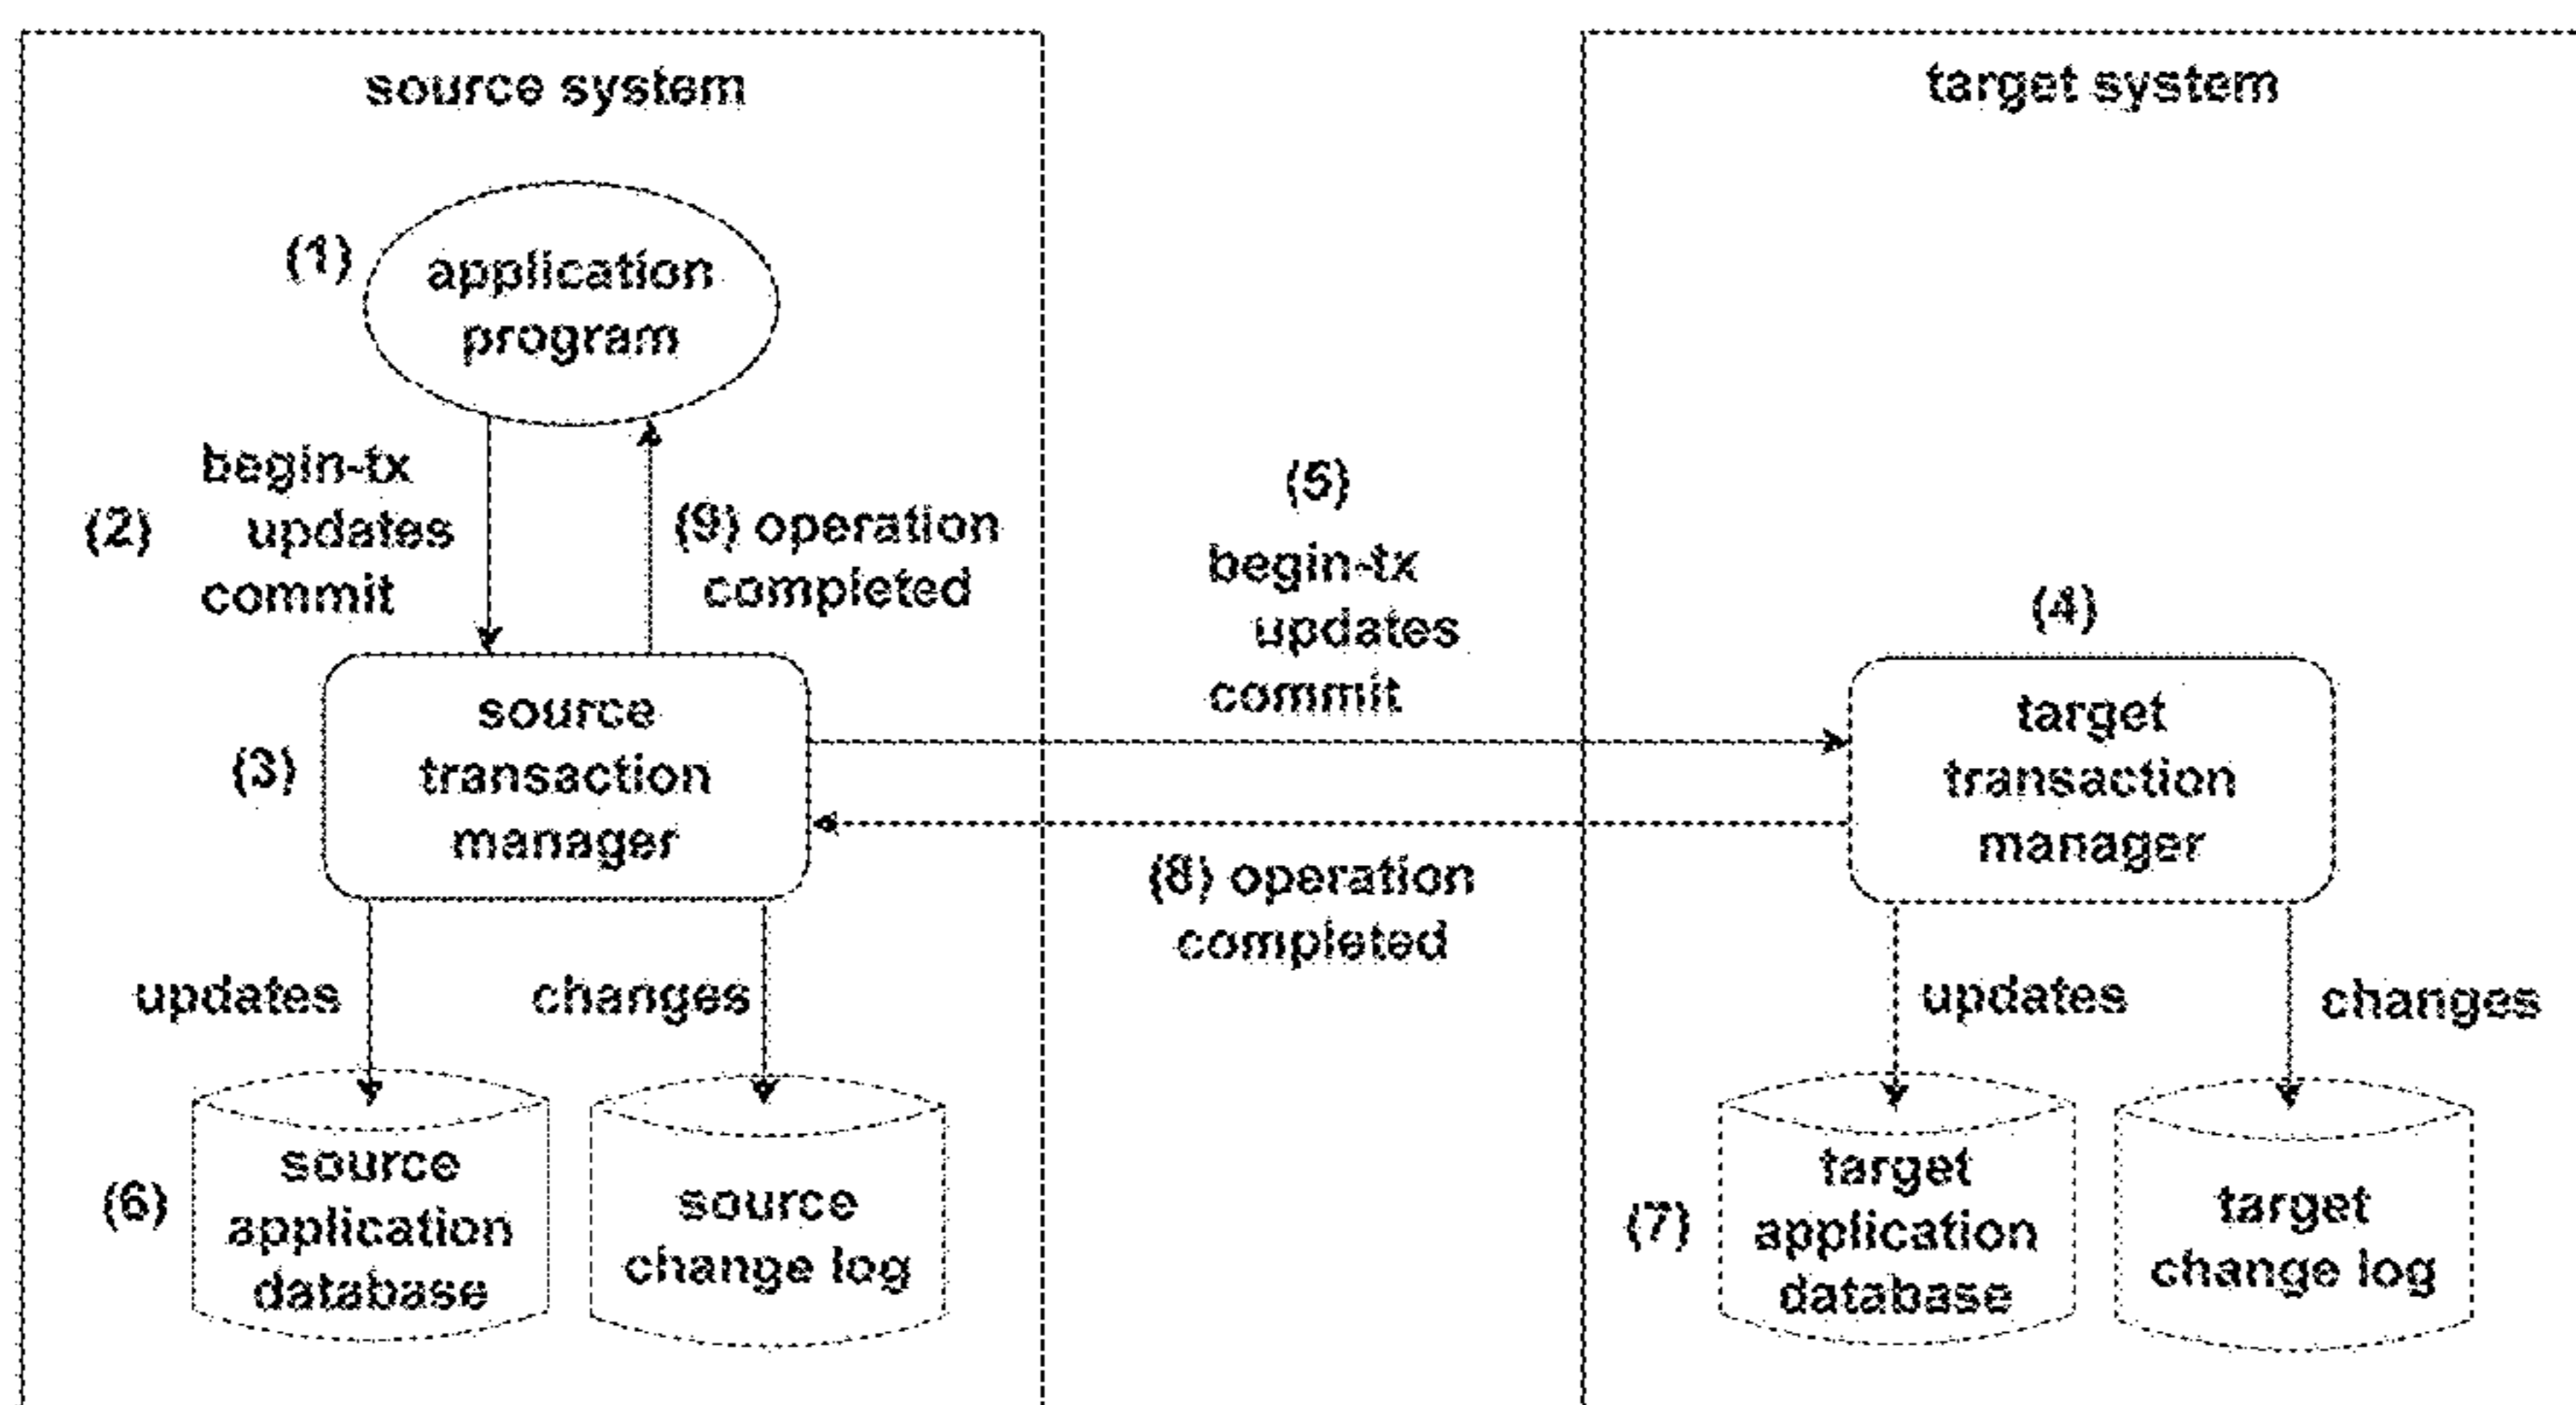 source system
target system
(1)
application
program
(2)
begin-tx
updates
commit
(9) operation
completed
(5)
begin-tx
updates
commit
(4)
(3)
source
transaction
manager
target
transaction
manager
(8) operation
completed
updates
changes
updates
changes
(6)
source
application
database
source
change log
(7)
target
application
database
target
change log